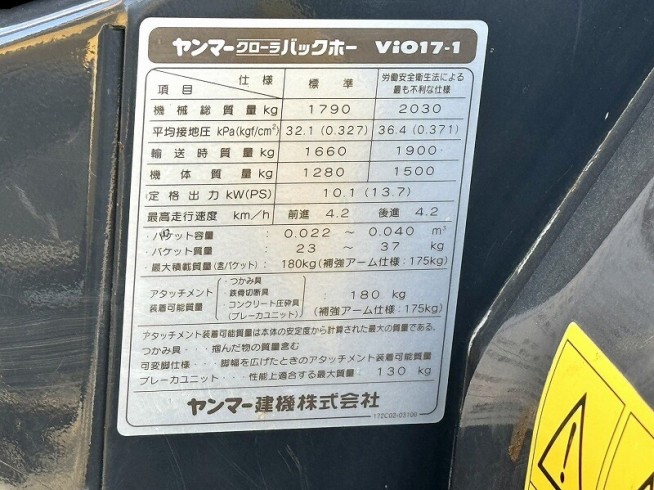 ヤンマークローラバックホー ViO17-1
項目 仕様 標準 労働安全衛生法による
最も不利な仕様
機械総質量kg 1790 2030
平均接地圧 kPa(kgf/cm²) 32.1 (0.327) 36.4 (0.371)
輸送時質量kg 1660 1900
機体質量kg 1280 1500
定格出力 kW(PS) 10.1 (13.7)
最高走行速度 km/h 前進 4.2 後進 4.2
・バケット容量 0.022 ～ 0.040 m³
・バケット質量 23 ～ 37 kg
・最大積載質量(含バケット): 180kg(補強アーム仕様:175kg)
アタッチメント
装着可能質量
・つかみ具
・鉄骨切断具
・コンクリート圧砕具
(ブレーカユニット)
: 180 kg
(補強アーム仕様:175kg)
アタッチメント装着可能質量は本体の安定度から計算された最大の質量である。
つかみ具・・掴んだ物の質量含む
可変脚仕様・・脚幅を広げたときのアタッチメント装着可能質量
ブレーカユニット・・性能上適合する最大質量: 130 kg
ヤンマー建機株式会社
172C03-03100